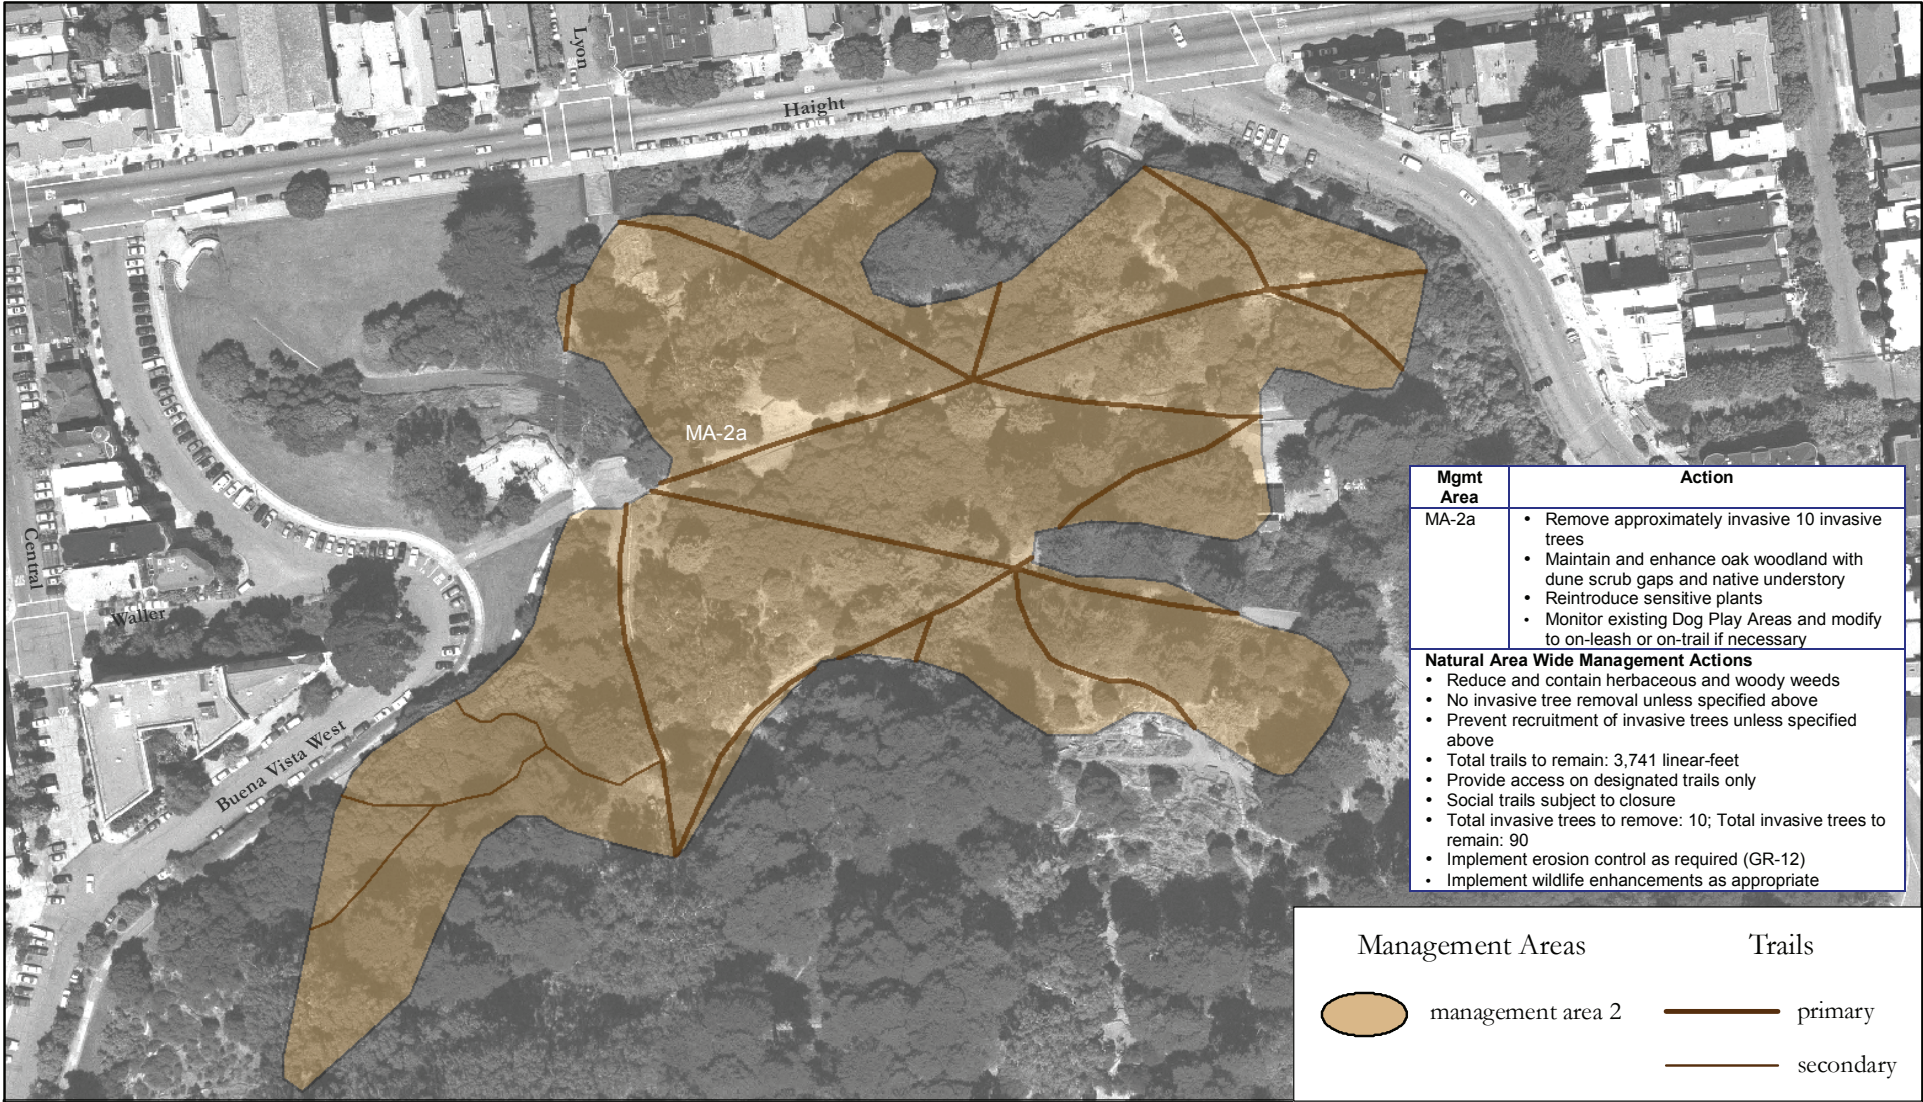 Lyon
Haight
MA-2a
Central
Waller
Buena Vista West
Mgmt
Area
Action
MA-2a
• Remove approximately invasive 10 invasive
trees
• Maintain and enhance oak woodland with
dune scrub gaps and native understory
• Reintroduce sensitive plants
• Monitor existing Dog Play Areas and modify
to on-leash or on-trail if necessary
Natural Area Wide Management Actions
• Reduce and contain herbaceous and woody weeds
• No invasive tree removal unless specified above
• Prevent recruitment of invasive trees unless specified
above
• Total trails to remain: 3,741 linear-feet
• Provide access on designated trails only
• Social trails subject to closure
• Total invasive trees to remove: 10; Total invasive trees to
remain: 90
• Implement erosion control as required (GR-12)
• Implement wildlife enhancements as appropriate
Management Areas
Trails
management area 2
primary
secondary